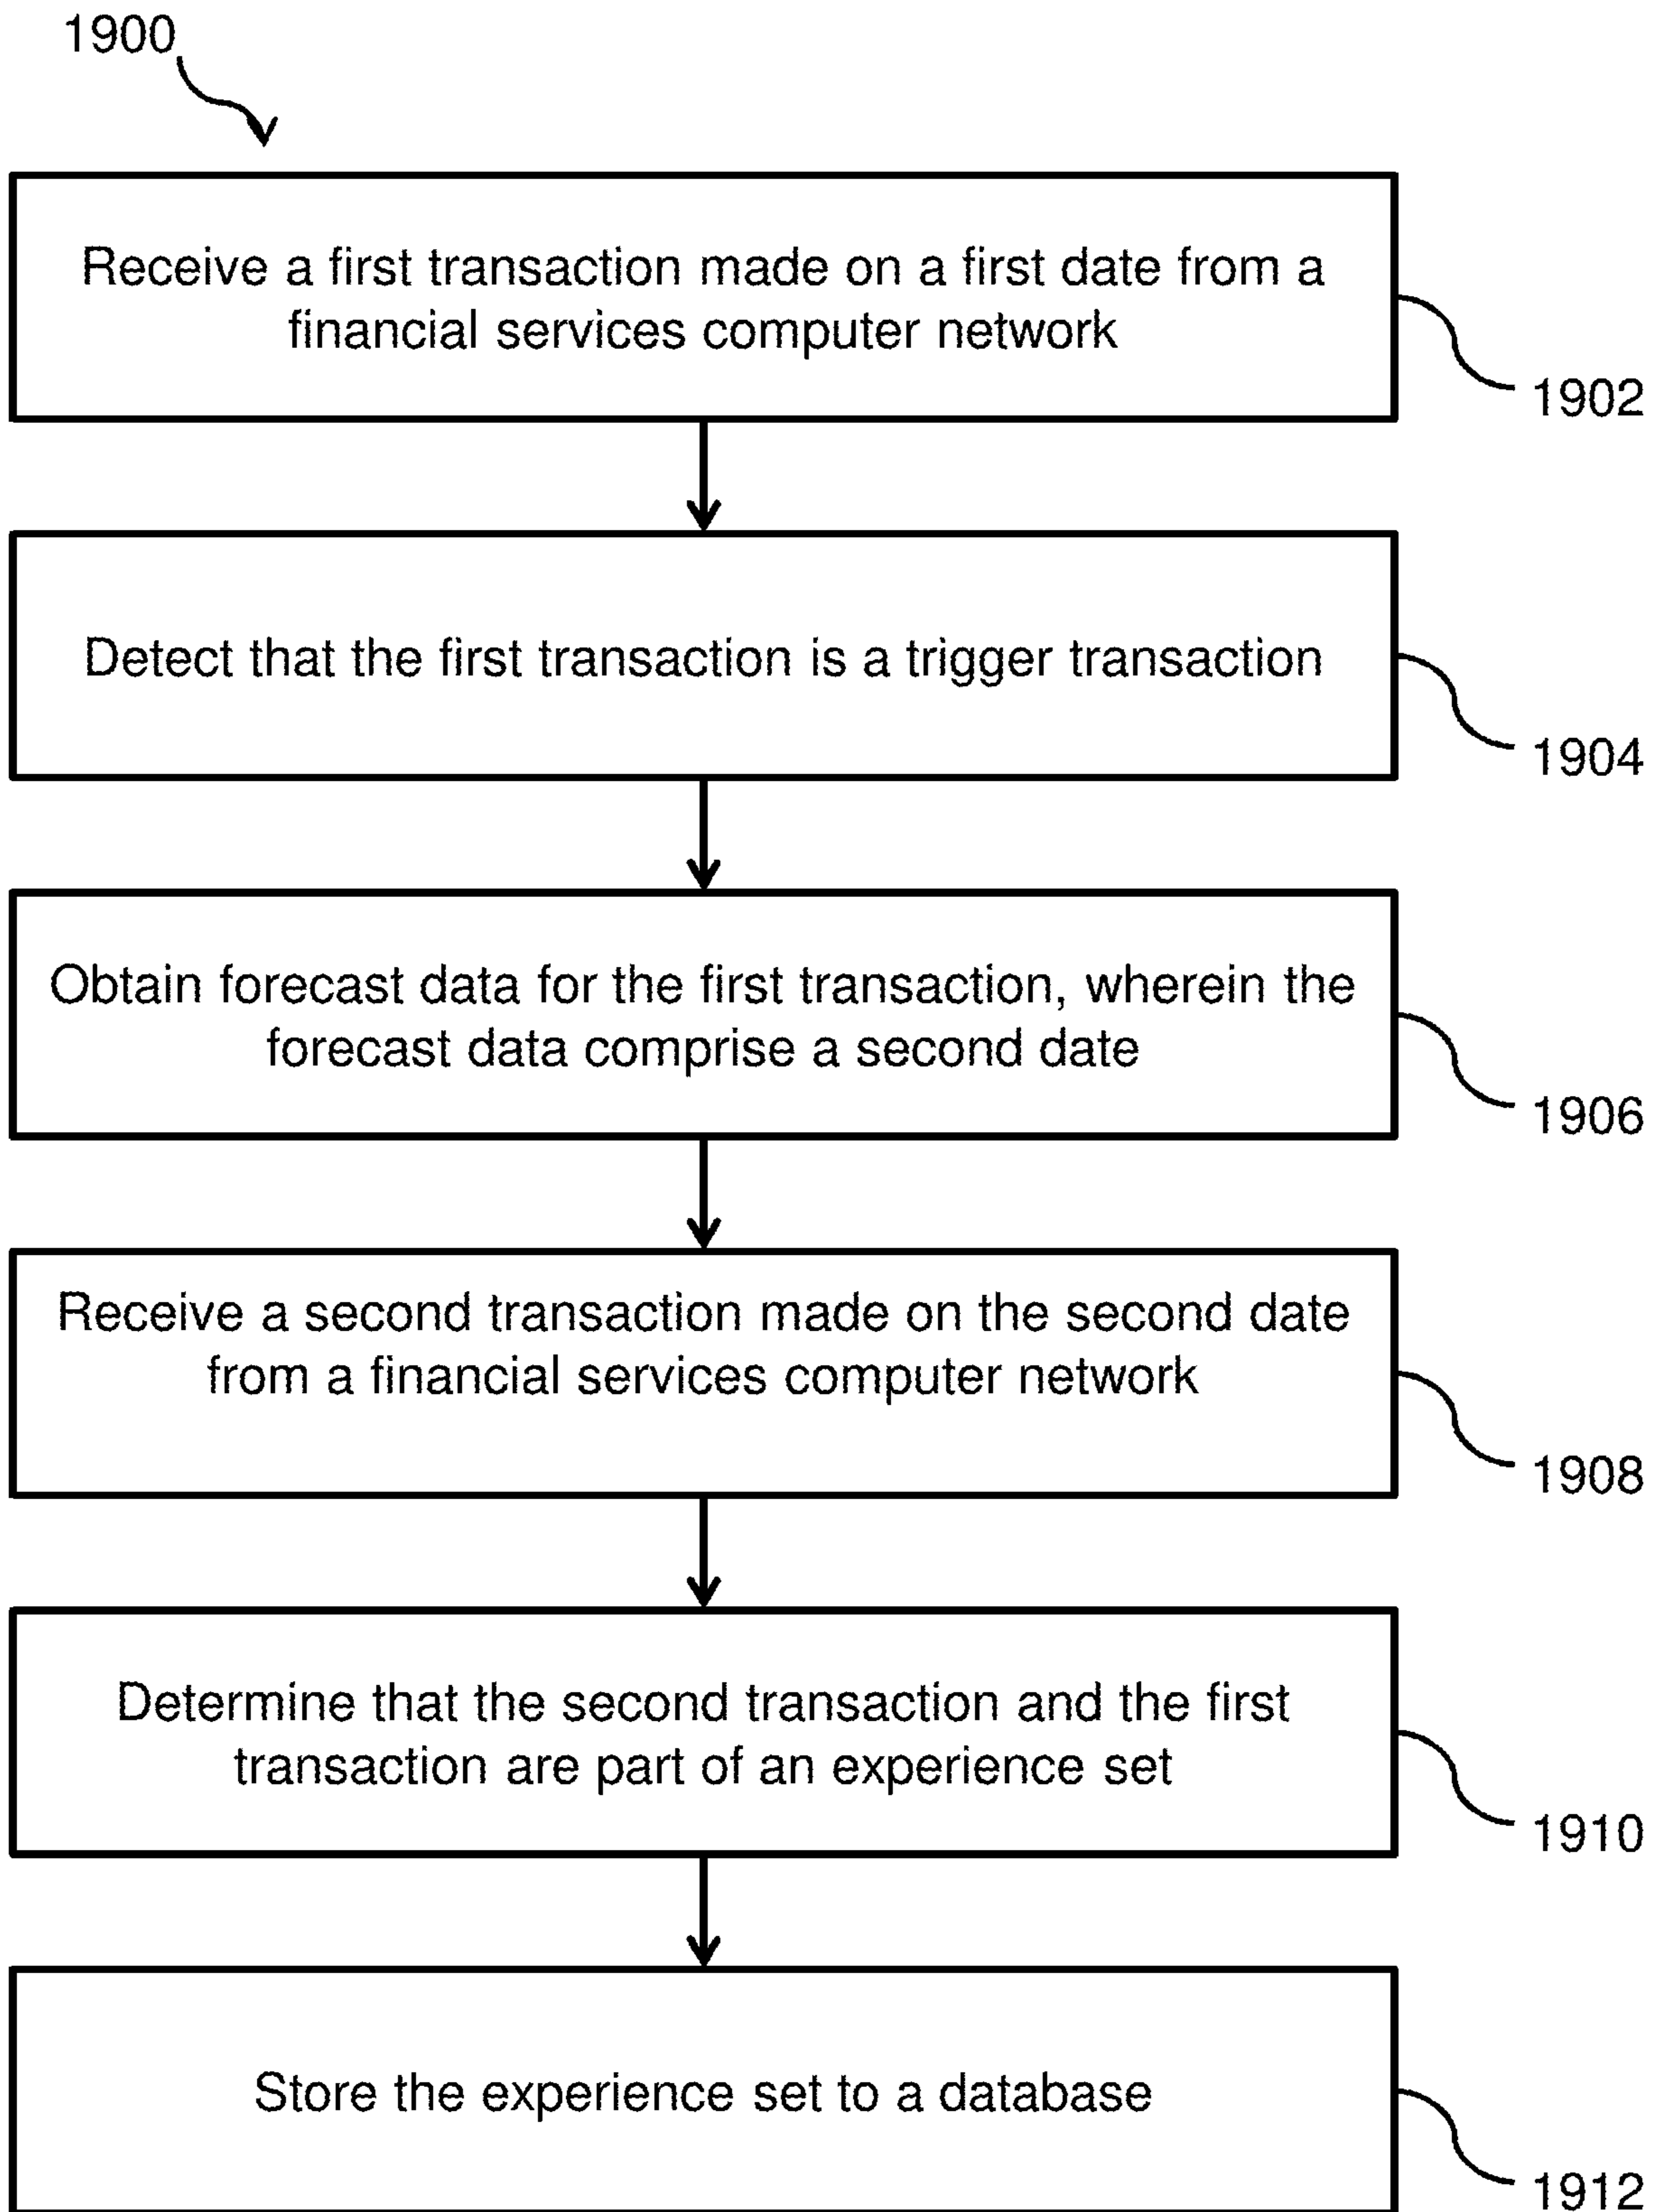 1900
Receive a first transaction made on a first date from a
financial services computer network
1902
Detect that the first transaction is a trigger transaction
1904
Obtain forecast data for the first transaction, wherein the
forecast data comprise a second date
1906
Receive a second transaction made on the second date
from a financial services computer network
1908
Determine that the second transaction and the first
transaction are part of an experience set
1910
Store the experience set to a database
1912